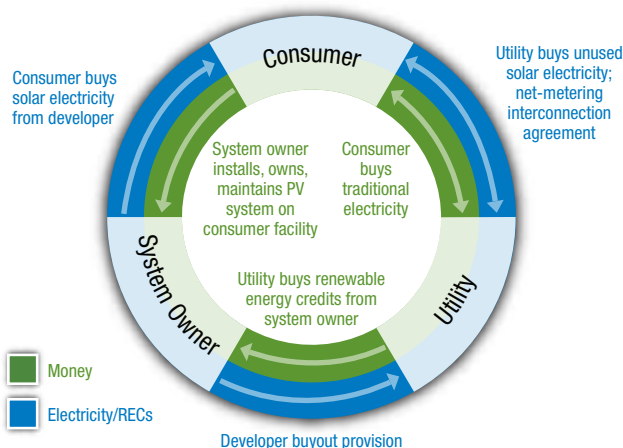 Consumer
Consumer buys
solar electricity
from developer
Utility buys unused
solar electricity;
net-metering
interconnection
agreement
System owner
installs, owns,
maintains PV
system on
consumer facility
Consumer
buys
traditional
electricity
System Owner
Utility buys renewable
energy credits from
system owner
Utility
Money
Electricity/RECs
Developer buyout provision